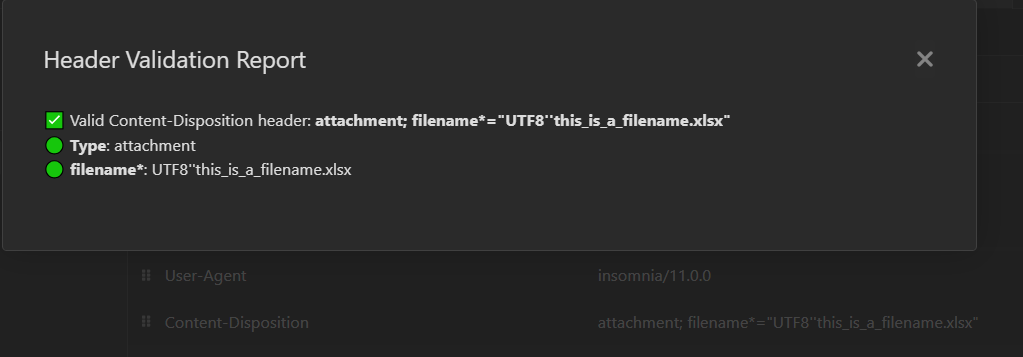 Header Validation Report
Valid Content-Disposition header: attachment; filename*="UTF8''this_is_a_filename.xlsx"
Type: attachment
filename*: UTF8''this_is_a_filename.xlsx
User-Agent insomnia/11.0.0
Content-Disposition attachment; filename*="UTF8''this_is_a_filename.xlsx"